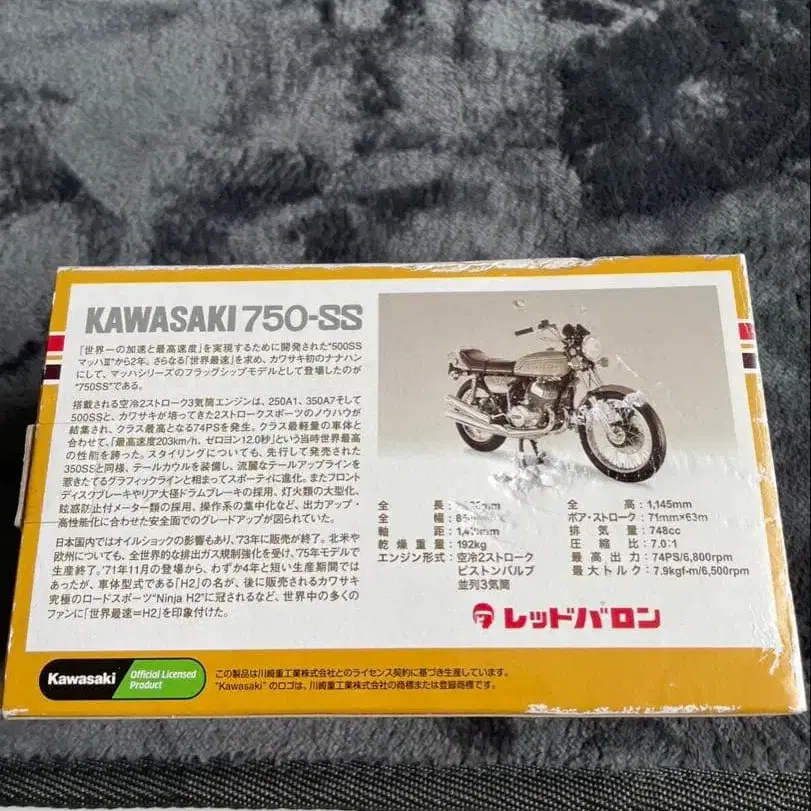 KAWASAKI 750-SS
「世界一の加速と最高速度」を実現するために開発された"500SS
マッハⅢ"から2年。さらなる「世界最速」を求め、カワサキ初のナナハン
にして、マッハシリーズのフラッグシップモデルとして登場したのが
"750SS"である。
搭載される空冷2ストローク3気筒エンジンは、250A1、350A7そして
500SSと、カワサキが培ってきた2ストロークスポーツのノウハウが
結集され、クラス最高となる74PSを発生。クラス最軽量の車体と
合わせて、「最高速度203km/h、ゼロヨン12.0秒」という当時世界最高
の性能を誇った。スタイリングについても、先行して発売された
350SSと同様、テールカウルを装備し、流麗なテールアップラインを
惹きたてるグラフィックラインと相まってスポーティに進化。またフロント
ディスクブレーキやリア大径ドラムブレーキの採用、灯火類の大型化、
眩惑防止付メーター類の採用、操作系の集中化など、出力アップ・
高性能化に合わせた安全面でのグレードアップが図られていた。
日本国内ではオイルショックの影響もあり、'73年に販売が終了。北米や
欧州についても、全世界的な排出ガス規制強化を受け、'75年モデルで
生産終了。'71年11月の登場から、わずか4年と短い生産期間では
あったが、車体型式である「H2」の名が、後に販売されるカワサキ
究極のロードスポーツ"Ninja H2"に冠されるなど、世界中の多くの
ファンに「世界最速=H2」を印象付けた。
全 長:
全 幅:
軸 距:
乾燥重量:192kg
エンジン形式:空冷2ストローク
ピストンバルブ
並列3気筒
全 高:1,145mm
ボア・ストローク:71mm×63m
排 気 量:748cc
圧 縮 比:7.0:1
最 高 出 力:74PS/6,800rpm
最大トルク:7.9kgf-m/6,500rpm
レッドバロン
Kawasaki
Official Licensed
Product
この製品は川崎重工業株式会社とのライセンス契約に基づき生産しています。
"Kawasaki"のロゴは、川崎重工業株式会社の商標または登録商標です。